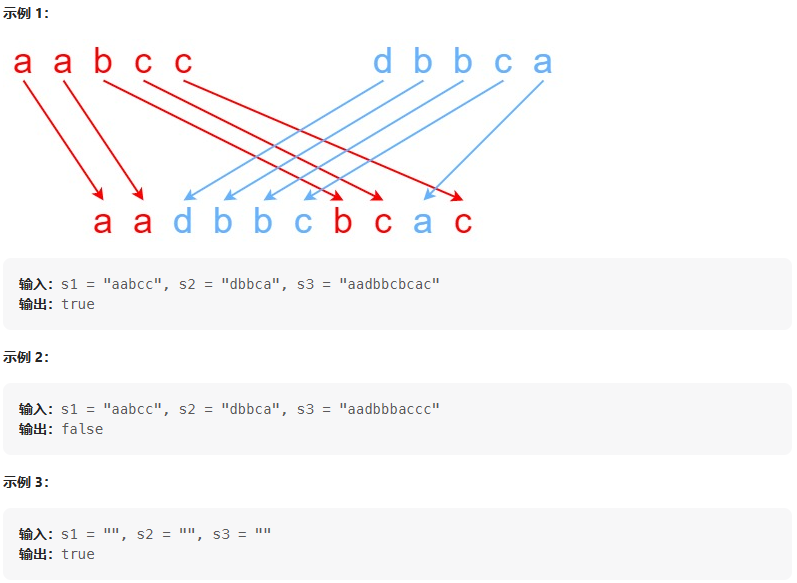 示例 1：
a a b c c d b b c a
a a d b b c b c a c
输入：s1 = "aabcc", s2 = "dbbca", s3 = "aadbbcbcac"
输出：true
示例 2：
输入：s1 = "aabcc", s2 = "dbbca", s3 = "aadbbbaccc"
输出：false
示例 3：
输入：s1 = "", s2 = "", s3 = ""
输出：true